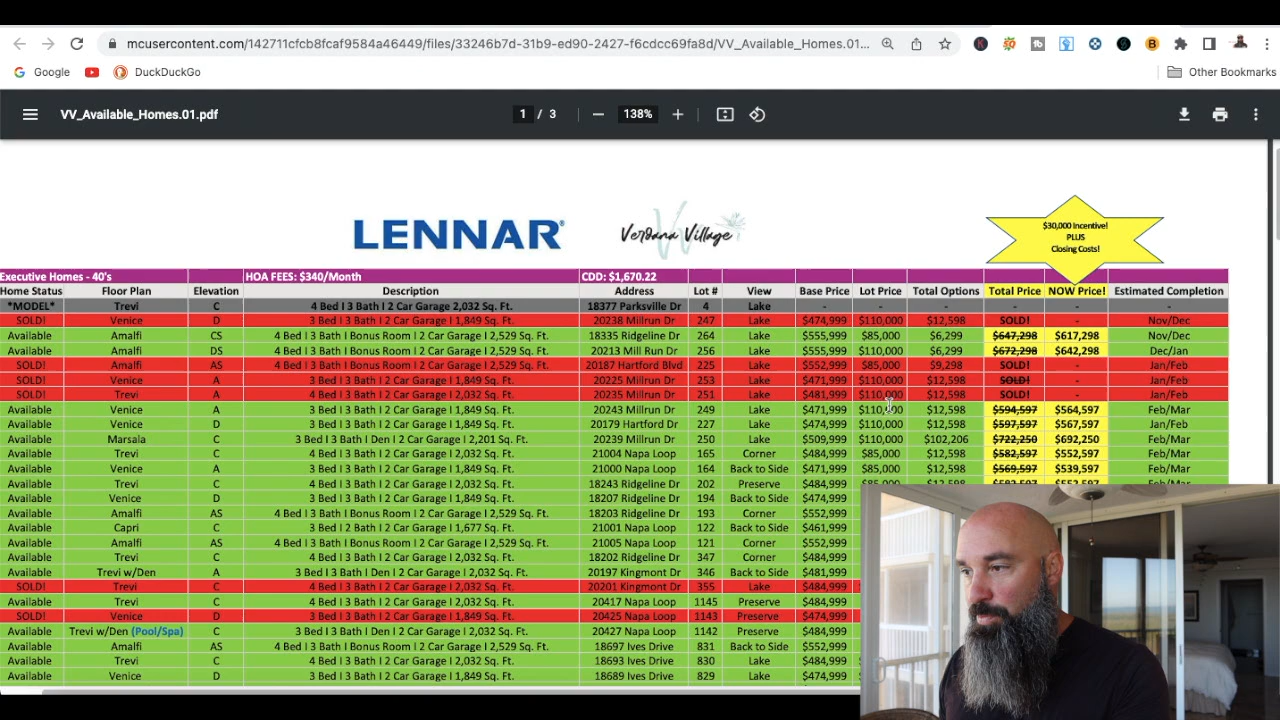 mcusercontent.com/142711cfcb8fcaf9584a46449/files/33246b7d-31b9-ed90-2427-f6cdcc69fa8d/VV_Available_Homes.01...
Google DuckDuckGo Other Bookmarks
VV_Available_Homes.01.pdf 1 / 3 138%
LENNAR Verdana Village
$30,000 Incentive!
PLUS
Closing Costs!
Executive Homes - 40's HOA FEES: $340/Month CDD: $1,670.22
Home Status Floor Plan Elevation Description Address Lot # View Base Price Lot Price Total Options Total Price NOW Price! Estimated Completion
*MODEL* Trevi C 4 Bed I 3 Bath I 2 Car Garage 2,032 Sq. Ft. 18377 Parksville Dr 4 Lake - - - - - -
SOLD! Venice D 3 Bed I 3 Bath I 2 Car Garage I 1,849 Sq. Ft. 20238 Millrun Dr 247 Lake $474,999 $110,000 $12,598 SOLD! - Nov/Dec
Available Amalfi CS 4 Bed I 3 Bath I Bonus Room I 2 Car Garage I 2,529 Sq. Ft. 18335 Ridgeline Dr 264 Lake $555,999 $85,000 $6,299 $647,298 $617,298 Nov/Dec
Available Amalfi DS 4 Bed I 3 Bath I Bonus Room I 2 Car Garage I 2,529 Sq. Ft. 20213 Mill Run Dr 256 Lake $555,999 $110,000 $6,299 $672,298 $642,298 Dec/Jan
SOLD! Amalfi AS 4 Bed I 3 Bath I Bonus Room I 2 Car Garage I 2,529 Sq. Ft. 20187 Hartford Blvd 225 Lake $552,999 $85,000 $9,298 SOLD! - Jan/Feb
SOLD! Venice A 3 Bed I 3 Bath I 2 Car Garage I 1,849 Sq. Ft. 20225 Millrun Dr 253 Lake $471,999 $110,000 $12,598 SOLD! - Jan/Feb
SOLD! Trevi A 4 Bed I 3 Bath I 2 Car Garage I 2,032 Sq. Ft. 20235 Millrun Dr 251 Lake $481,999 $110,000 $12,598 SOLD! - Jan/Feb
Available Venice A 3 Bed I 3 Bath I 2 Car Garage I 1,849 Sq. Ft. 20243 Millrun Dr 249 Lake $471,999 $110,000 $12,598 $594,597 $564,597 Feb/Mar
Available Venice D 3 Bed I 3 Bath I 2 Car Garage I 1,849 Sq. Ft. 20179 Hartford Dr 227 Lake $474,999 $110,000 $12,598 $597,597 $567,597 Jan/Feb
Available Marsala C 3 Bed I 3 Bath I Den I 2 Car Garage I 2,201 Sq. Ft. 20239 Millrun Dr 250 Lake $509,999 $110,000 $102,206 $722,250 $692,250 Feb/Mar
Available Trevi C 4 Bed I 3 Bath I 2 Car Garage I 2,032 Sq. Ft. 21004 Napa Loop 165 Corner $484,999 $85,000 $12,598 $582,597 $552,597 Feb/Mar
Available Venice A 3 Bed I 3 Bath I 2 Car Garage I 1,849 Sq. Ft. 21000 Napa Loop 164 Back to Side $471,999 $85,000 $12,598 $569,597 $539,597 Feb/Mar
Available Trevi C 4 Bed I 3 Bath I 2 Car Garage I 2,032 Sq. Ft. 18243 Ridgeline Dr 202 Preserve $484,999 $85,000 $12,598 $582,597 $552,597 Feb/Mar
Available Venice D 3 Bed I 3 Bath I 2 Car Garage I 1,849 Sq. Ft. 18207 Ridgeline Dr 194 Back to Side $474,999
Available Amalfi AS 4 Bed I 3 Bath I Bonus Room I 2 Car Garage I 2,529 Sq. Ft. 18203 Ridgeline Dr 193 Corner $552,999
Available Capri C 3 Bed I 2 Bath I 2 Car Garage I 1,677 Sq. Ft. 21001 Napa Loop 122 Back to Side $461,999
Available Amalfi AS 4 Bed I 3 Bath I Bonus Room I 2 Car Garage I 2,529 Sq. Ft. 21005 Napa Loop 121 Corner $552,999
Available Trevi C 4 Bed I 3 Bath I 2 Car Garage I 2,032 Sq. Ft. 18202 Ridgeline Dr 347 Corner $484,999
Available Trevi w/Den A 3 Bed I 3 Bath I Den I 2 Car Garage I 2,032 Sq. Ft. 20197 Kingmont Dr 346 Back to Side $481,999
SOLD! Trevi C 4 Bed I 3 Bath I 2 Car Garage I 2,032 Sq. Ft. 20201 Kingmont Dr 355 Lake $484,999
Available Trevi C 4 Bed I 3 Bath I 2 Car Garage I 2,032 Sq. Ft. 20417 Napa Loop 1145 Preserve $484,999
SOLD! Venice D 3 Bed I 3 Bath I 2 Car Garage I 1,849 Sq. Ft. 20425 Napa Loop 1143 Preserve $474,999
Available Trevi w/Den (Pool/Spa) C 3 Bed I 3 Bath I Den I 2 Car Garage I 2,032 Sq. Ft. 20427 Napa Loop 1142 Preserve $484,999
Available Amalfi AS 4 Bed I 3 Bath I Bonus Room I 2 Car Garage I 2,529 Sq. Ft. 18697 Ives Drive 831 Back to Side $552,999
Available Trevi C 4 Bed I 3 Bath I 2 Car Garage I 2,032 Sq. Ft. 18693 Ives Drive 830 Lake $484,999
Available Venice D 3 Bed I 3 Bath I 2 Car Garage I 1,849 Sq. Ft. 18689 Ives Drive 829 Lake $474,999